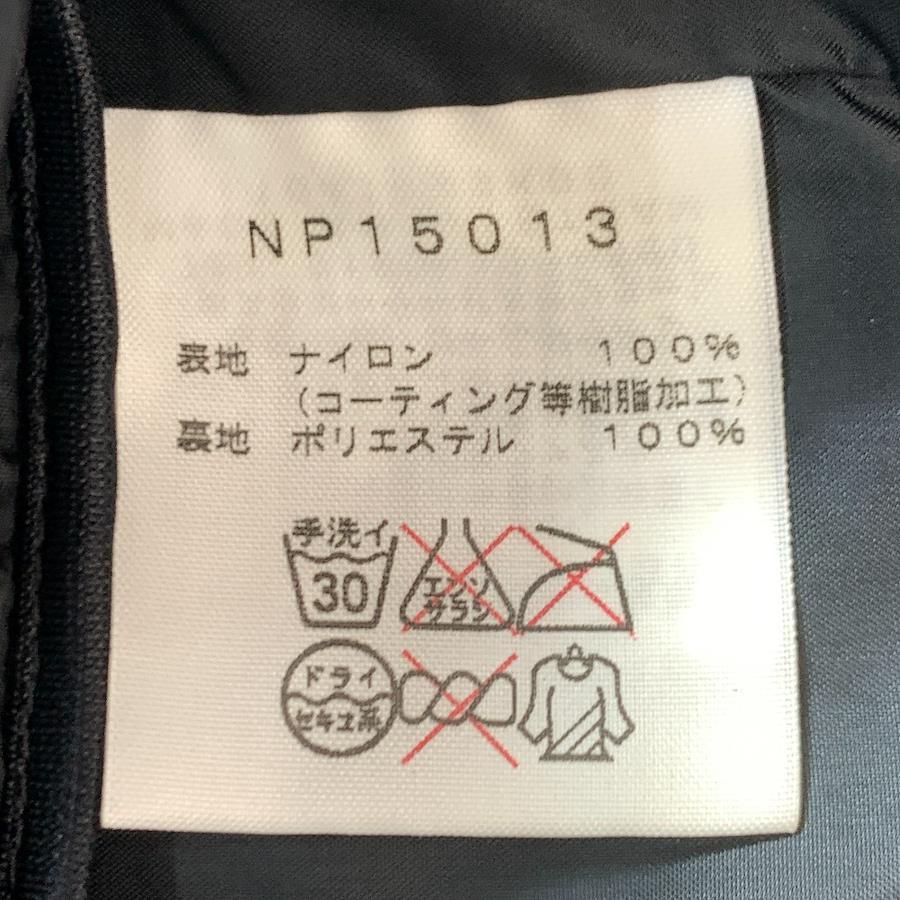 NP15013
表地 ナイロン 100%
(コーティング等樹脂加工)
裏地 ポリエステル 100%
手洗イ
30
エンソ
サラシ
ドライ
セキユ系